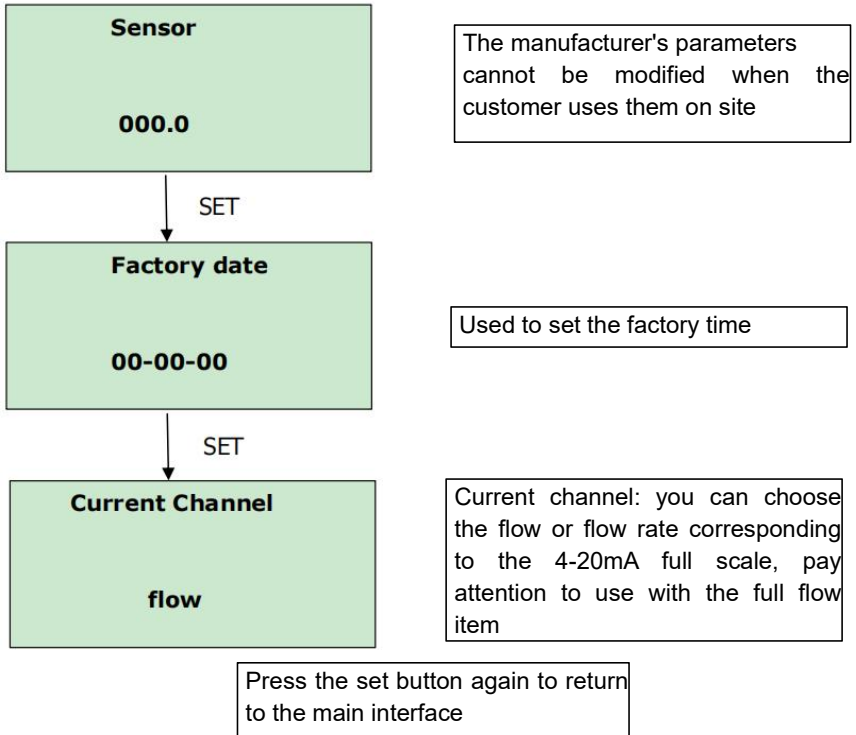 Sensor
000.0
The manufacturer's parameters
cannot be modified when the
customer uses them on site
SET
Factory date
00-00-00
Used to set the factory time
SET
Current Channel
flow
Current channel: you can choose
the flow or flow rate corresponding
to the 4-20mA full scale, pay
attention to use with the full flow
item
Press the set button again to return
to the main interface